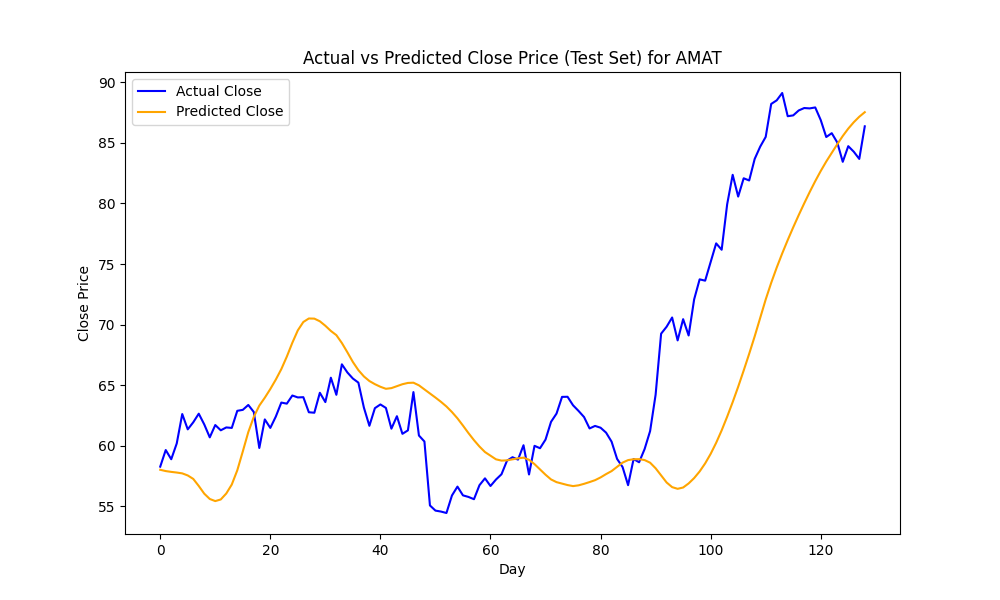 Actual vs Predicted Close Price (Test Set) for AMAT
Actual Close
Predicted Close
Close Price
90
85
80
75
70
65
60
55
0 20 40 60 80 100 120
Day